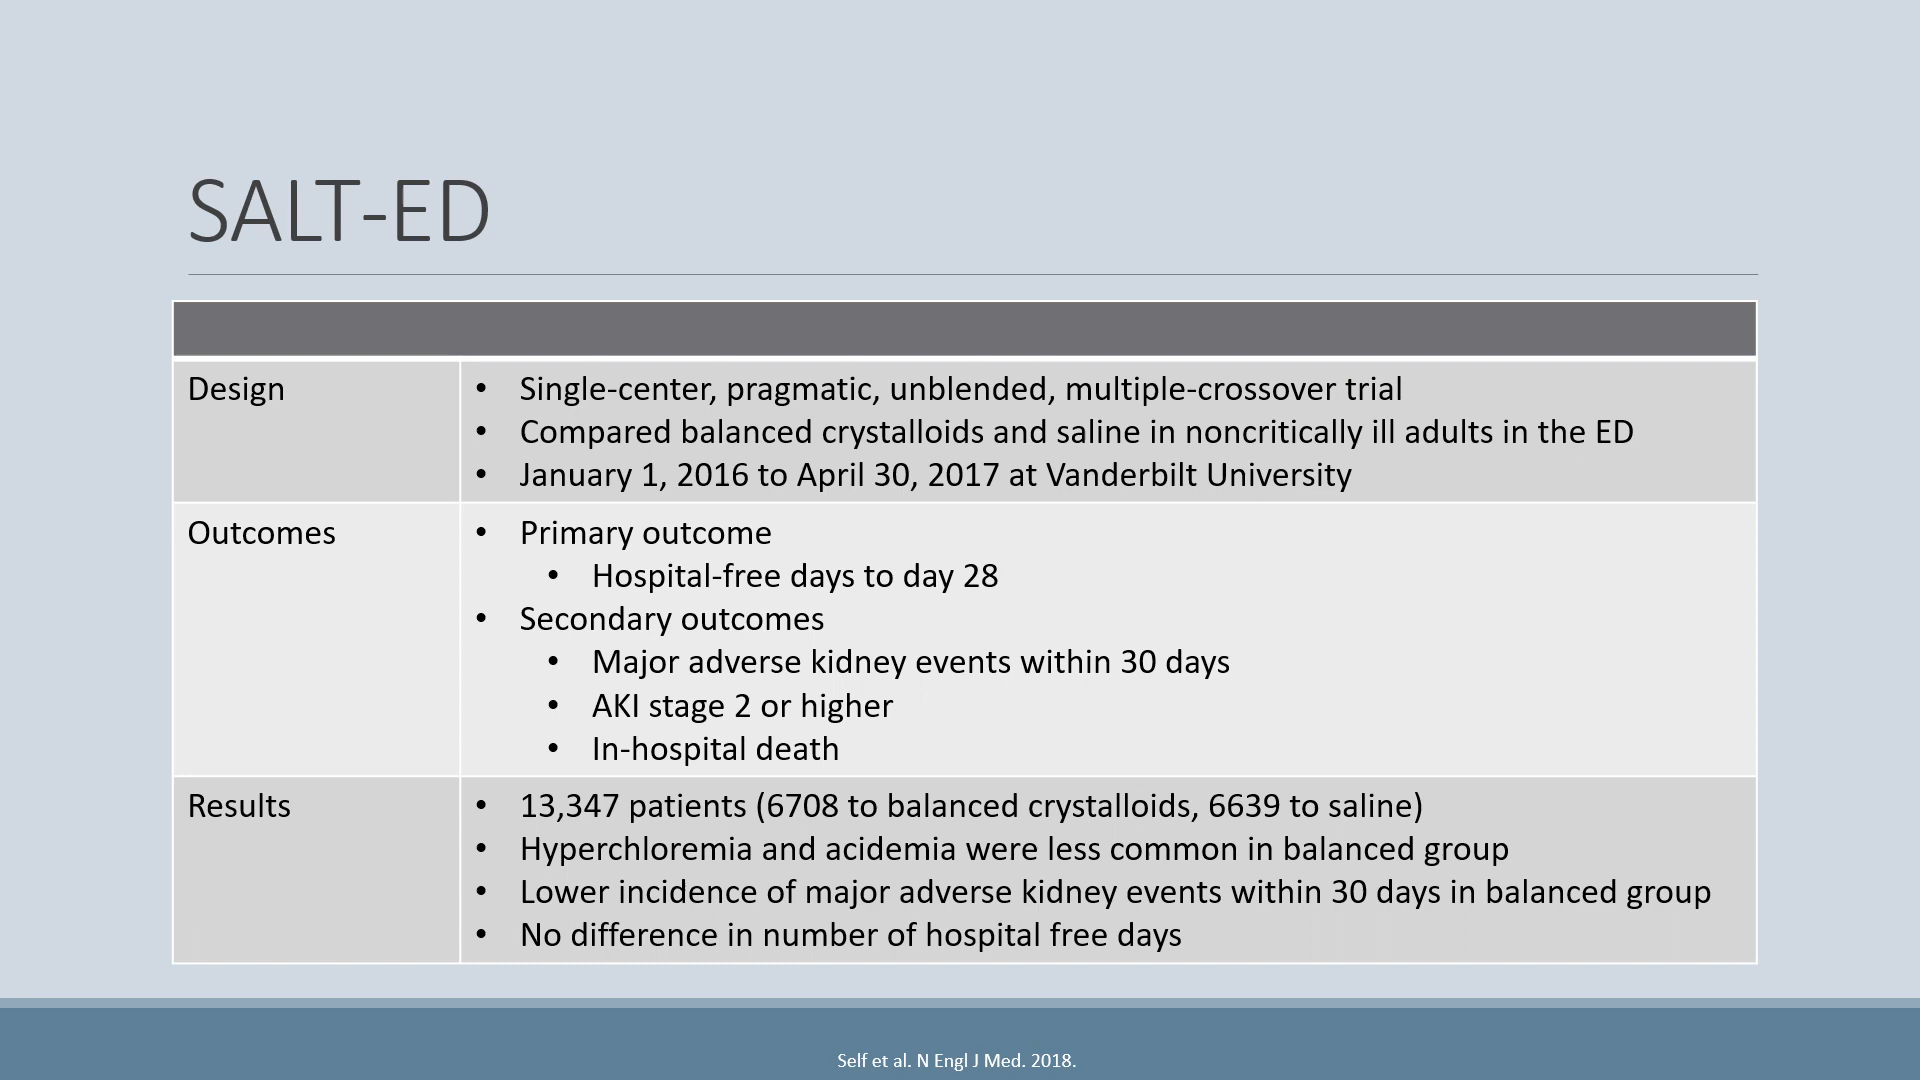 SALT-ED
Design
• Single-center, pragmatic, unblended, multiple-crossover trial
• Compared balanced crystalloids and saline in noncritically ill adults in the ED
• January 1, 2016 to April 30, 2017 at Vanderbilt University
Outcomes
• Primary outcome
• Hospital-free days to day 28
• Secondary outcomes
• Major adverse kidney events within 30 days
• AKI stage 2 or higher
• In-hospital death
Results
• 13,347 patients (6708 to balanced crystalloids, 6639 to saline)
• Hyperchloremia and acidemia were less common in balanced group
• Lower incidence of major adverse kidney events within 30 days in balanced group
• No difference in number of hospital free days
Self et al. N Engl J Med. 2018.